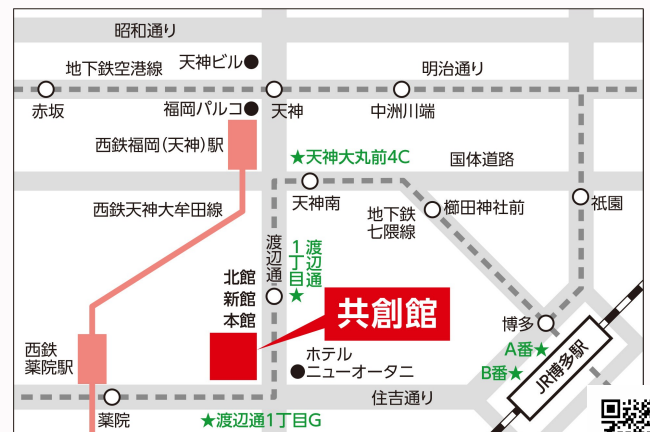 昭和通り
地下鉄空港線
天神ビル●
明治通り
赤坂
福岡パルコ●
天神
中洲川端
西鉄福岡(天神)駅
★天神大丸前4C
国体道路
西鉄天神大牟田線
天神南
地下鉄
七隈線
櫛田神社前
祇園
渡辺通
渡辺通
1丁目
★
北館
新館
本館
共創館
博多
A番★
B番★
JR博多駅
西鉄
薬院駅
ホテル
●ニューオータニ
住吉通り
薬院
★渡辺通1丁目G